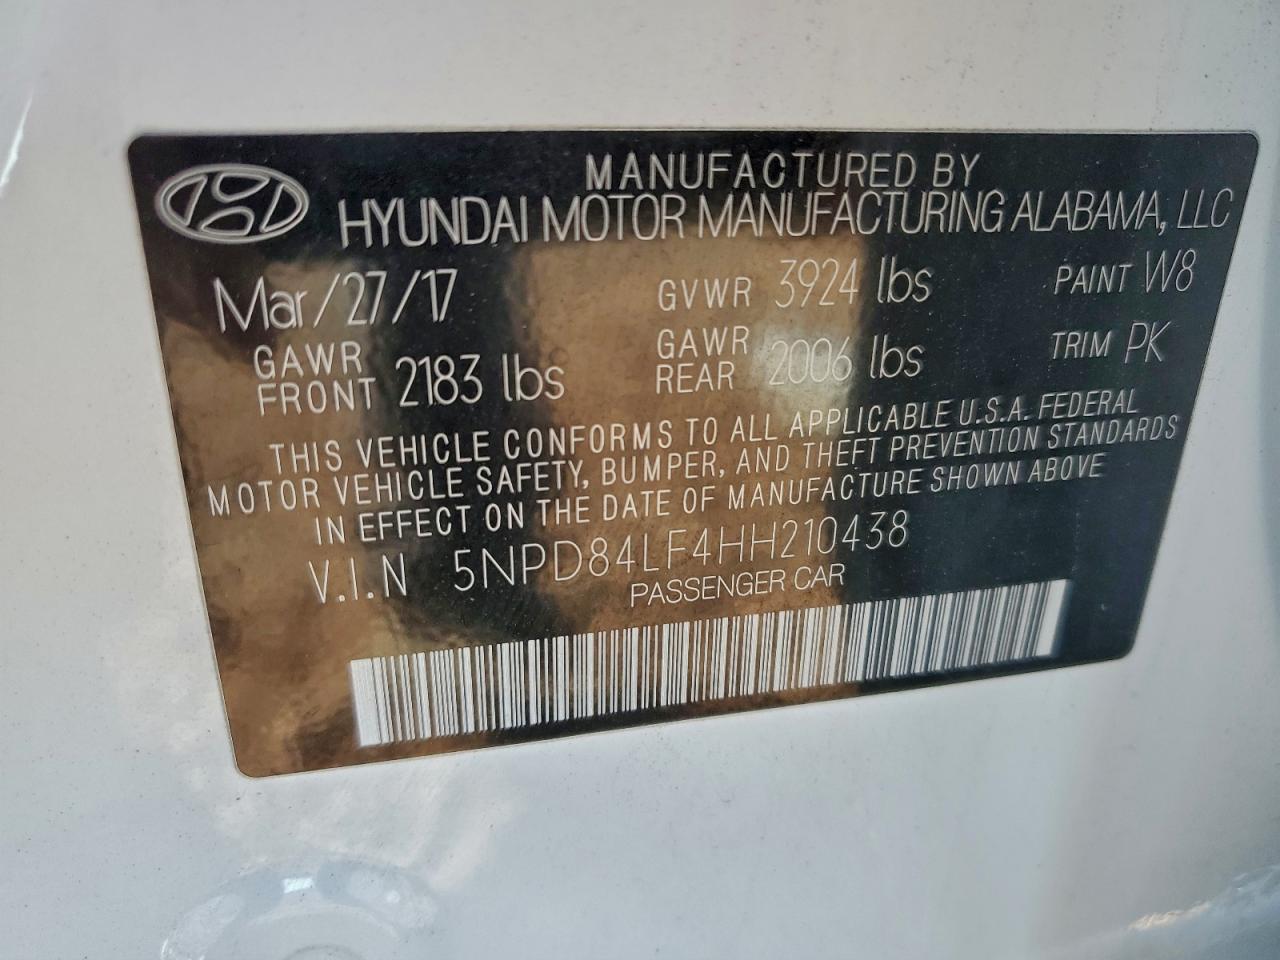 MANUFACTURED BY
HYUNDAI MOTOR MANUFACTURING ALABAMA, LLC
Mar/27/17 GVWR 3924 lbs PAINT W8
GAWR FRONT 2183 lbs GAWR REAR 2006 lbs TRIM PK
THIS VEHICLE CONFORMS TO ALL APPLICABLE U.S.A. FEDERAL
MOTOR VEHICLE SAFETY, BUMPER, AND THEFT PREVENTION STANDARDS
IN EFFECT ON THE DATE OF MANUFACTURE SHOWN ABOVE
V.I.N 5NPD84LF4HH210438
PASSENGER CAR